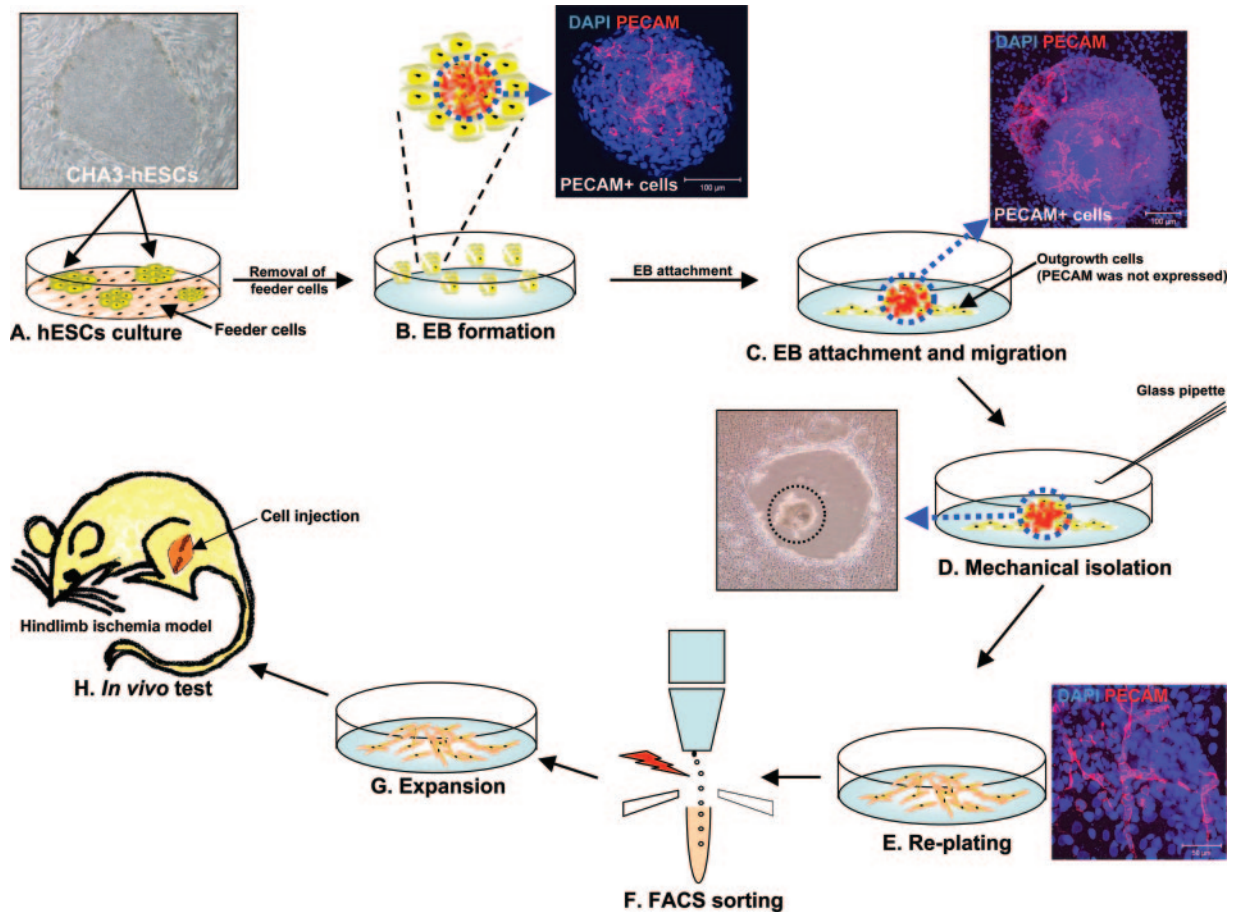 CHA3-hESCs
Removal of
feeder cells
Feeder cells
A. hESCs culture
DAPI PECAM
PECAM+ cells
100 µm
B. EB formation
EB attachment
DAPI PECAM
PECAM+ cells
100 µm
Outgrowth cells
(PECAM was not expressed)
C. EB attachment and migration
Glass pipette
D. Mechanical isolation
DAPI PECAM
50 µm
E. Re-plating
F. FACS sorting
G. Expansion
Cell injection
Hindlimb ischemia model
H. In vivo test